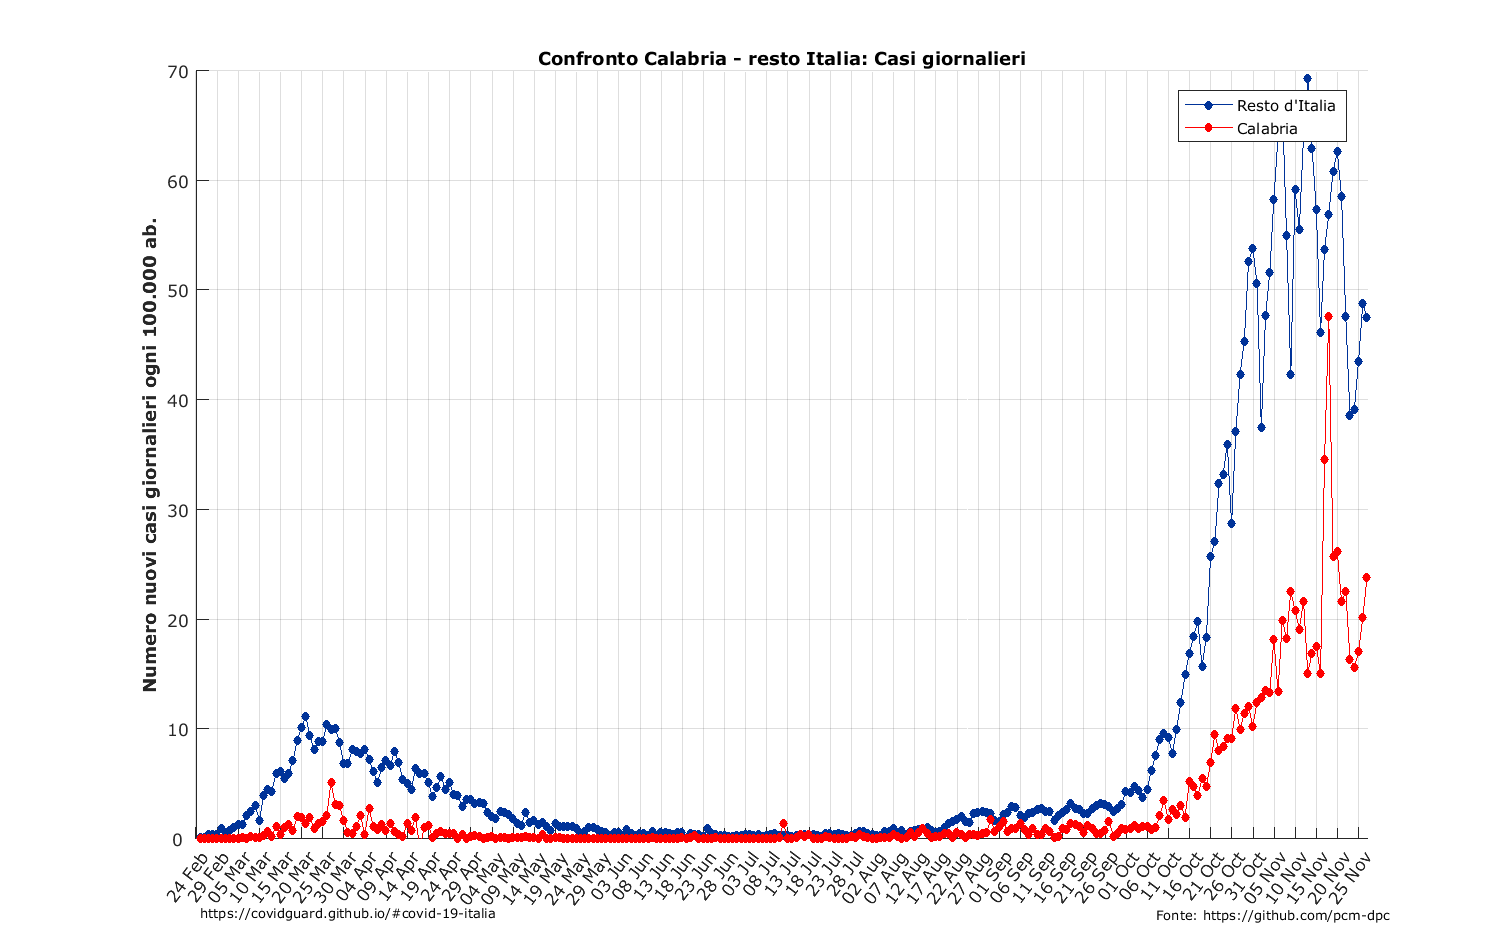 Confronto Calabria - resto Italia: Casi giornalieri
Resto d'Italia
Calabria
Numero nuovi casi giornalieri ogni 100.000 ab.
70
60
50
40
30
20
10
0
24 Feb
29 Feb
05 Mar
10 Mar
15 Mar
20 Mar
25 Mar
30 Mar
04 Apr
09 Apr
14 Apr
19 Apr
24 Apr
29 Apr
04 May
09 May
14 May
19 May
24 May
29 May
03 Jun
08 Jun
13 Jun
18 Jun
23 Jun
28 Jun
03 Jul
08 Jul
13 Jul
18 Jul
23 Jul
28 Jul
02 Aug
07 Aug
12 Aug
17 Aug
22 Aug
27 Aug
01 Sep
06 Sep
11 Sep
16 Sep
21 Sep
26 Sep
01 Oct
06 Oct
11 Oct
16 Oct
21 Oct
26 Oct
31 Oct
05 Nov
10 Nov
15 Nov
20 Nov
25 Nov
https://covidguard.github.io/#covid-19-italia
Fonte: https://github.com/pcm-dpc